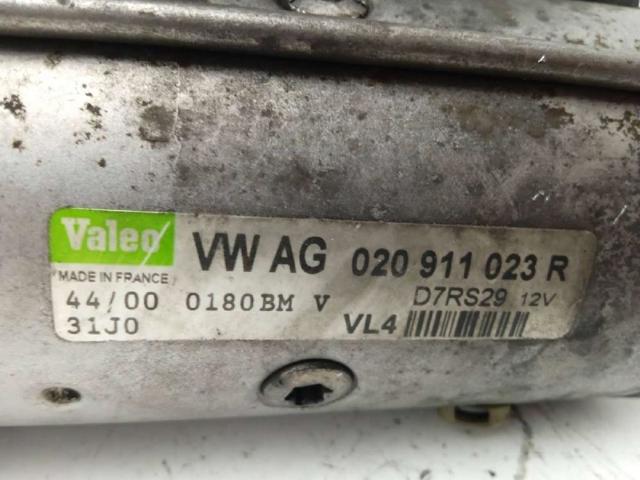 Valeo VW AG 020 911 023 R
MADE IN FRANCE D7RS29 12V
44/00 0180BM V
31J0 VL4